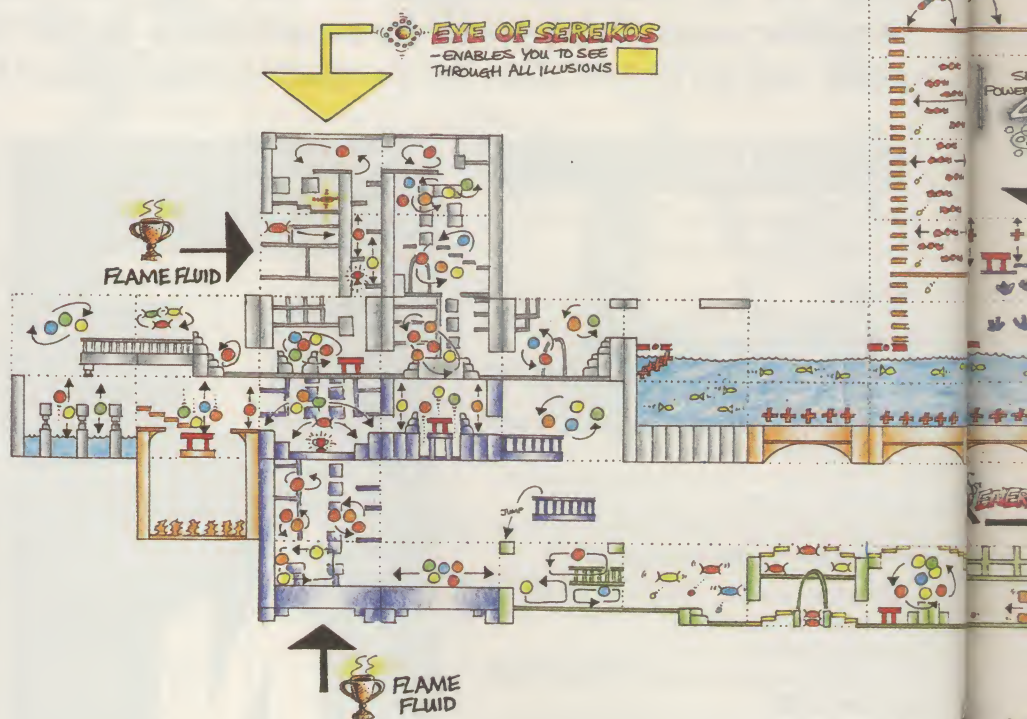 EYE OF SEREKOS
-ENABLES YOU TO SEE
THROUGH ALL ILLUSIONS
FLAME FLUID
JUMP
FLAME
FLUID